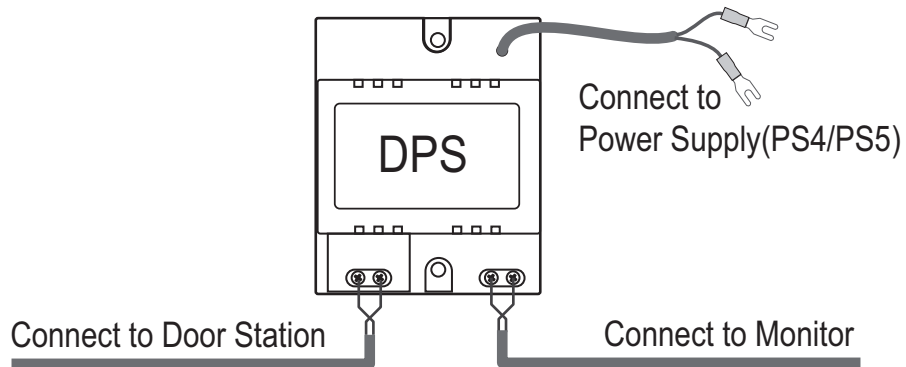 Connect to
Power Supply(PS4/PS5)
DPS
Connect to Door Station
Connect to Monitor